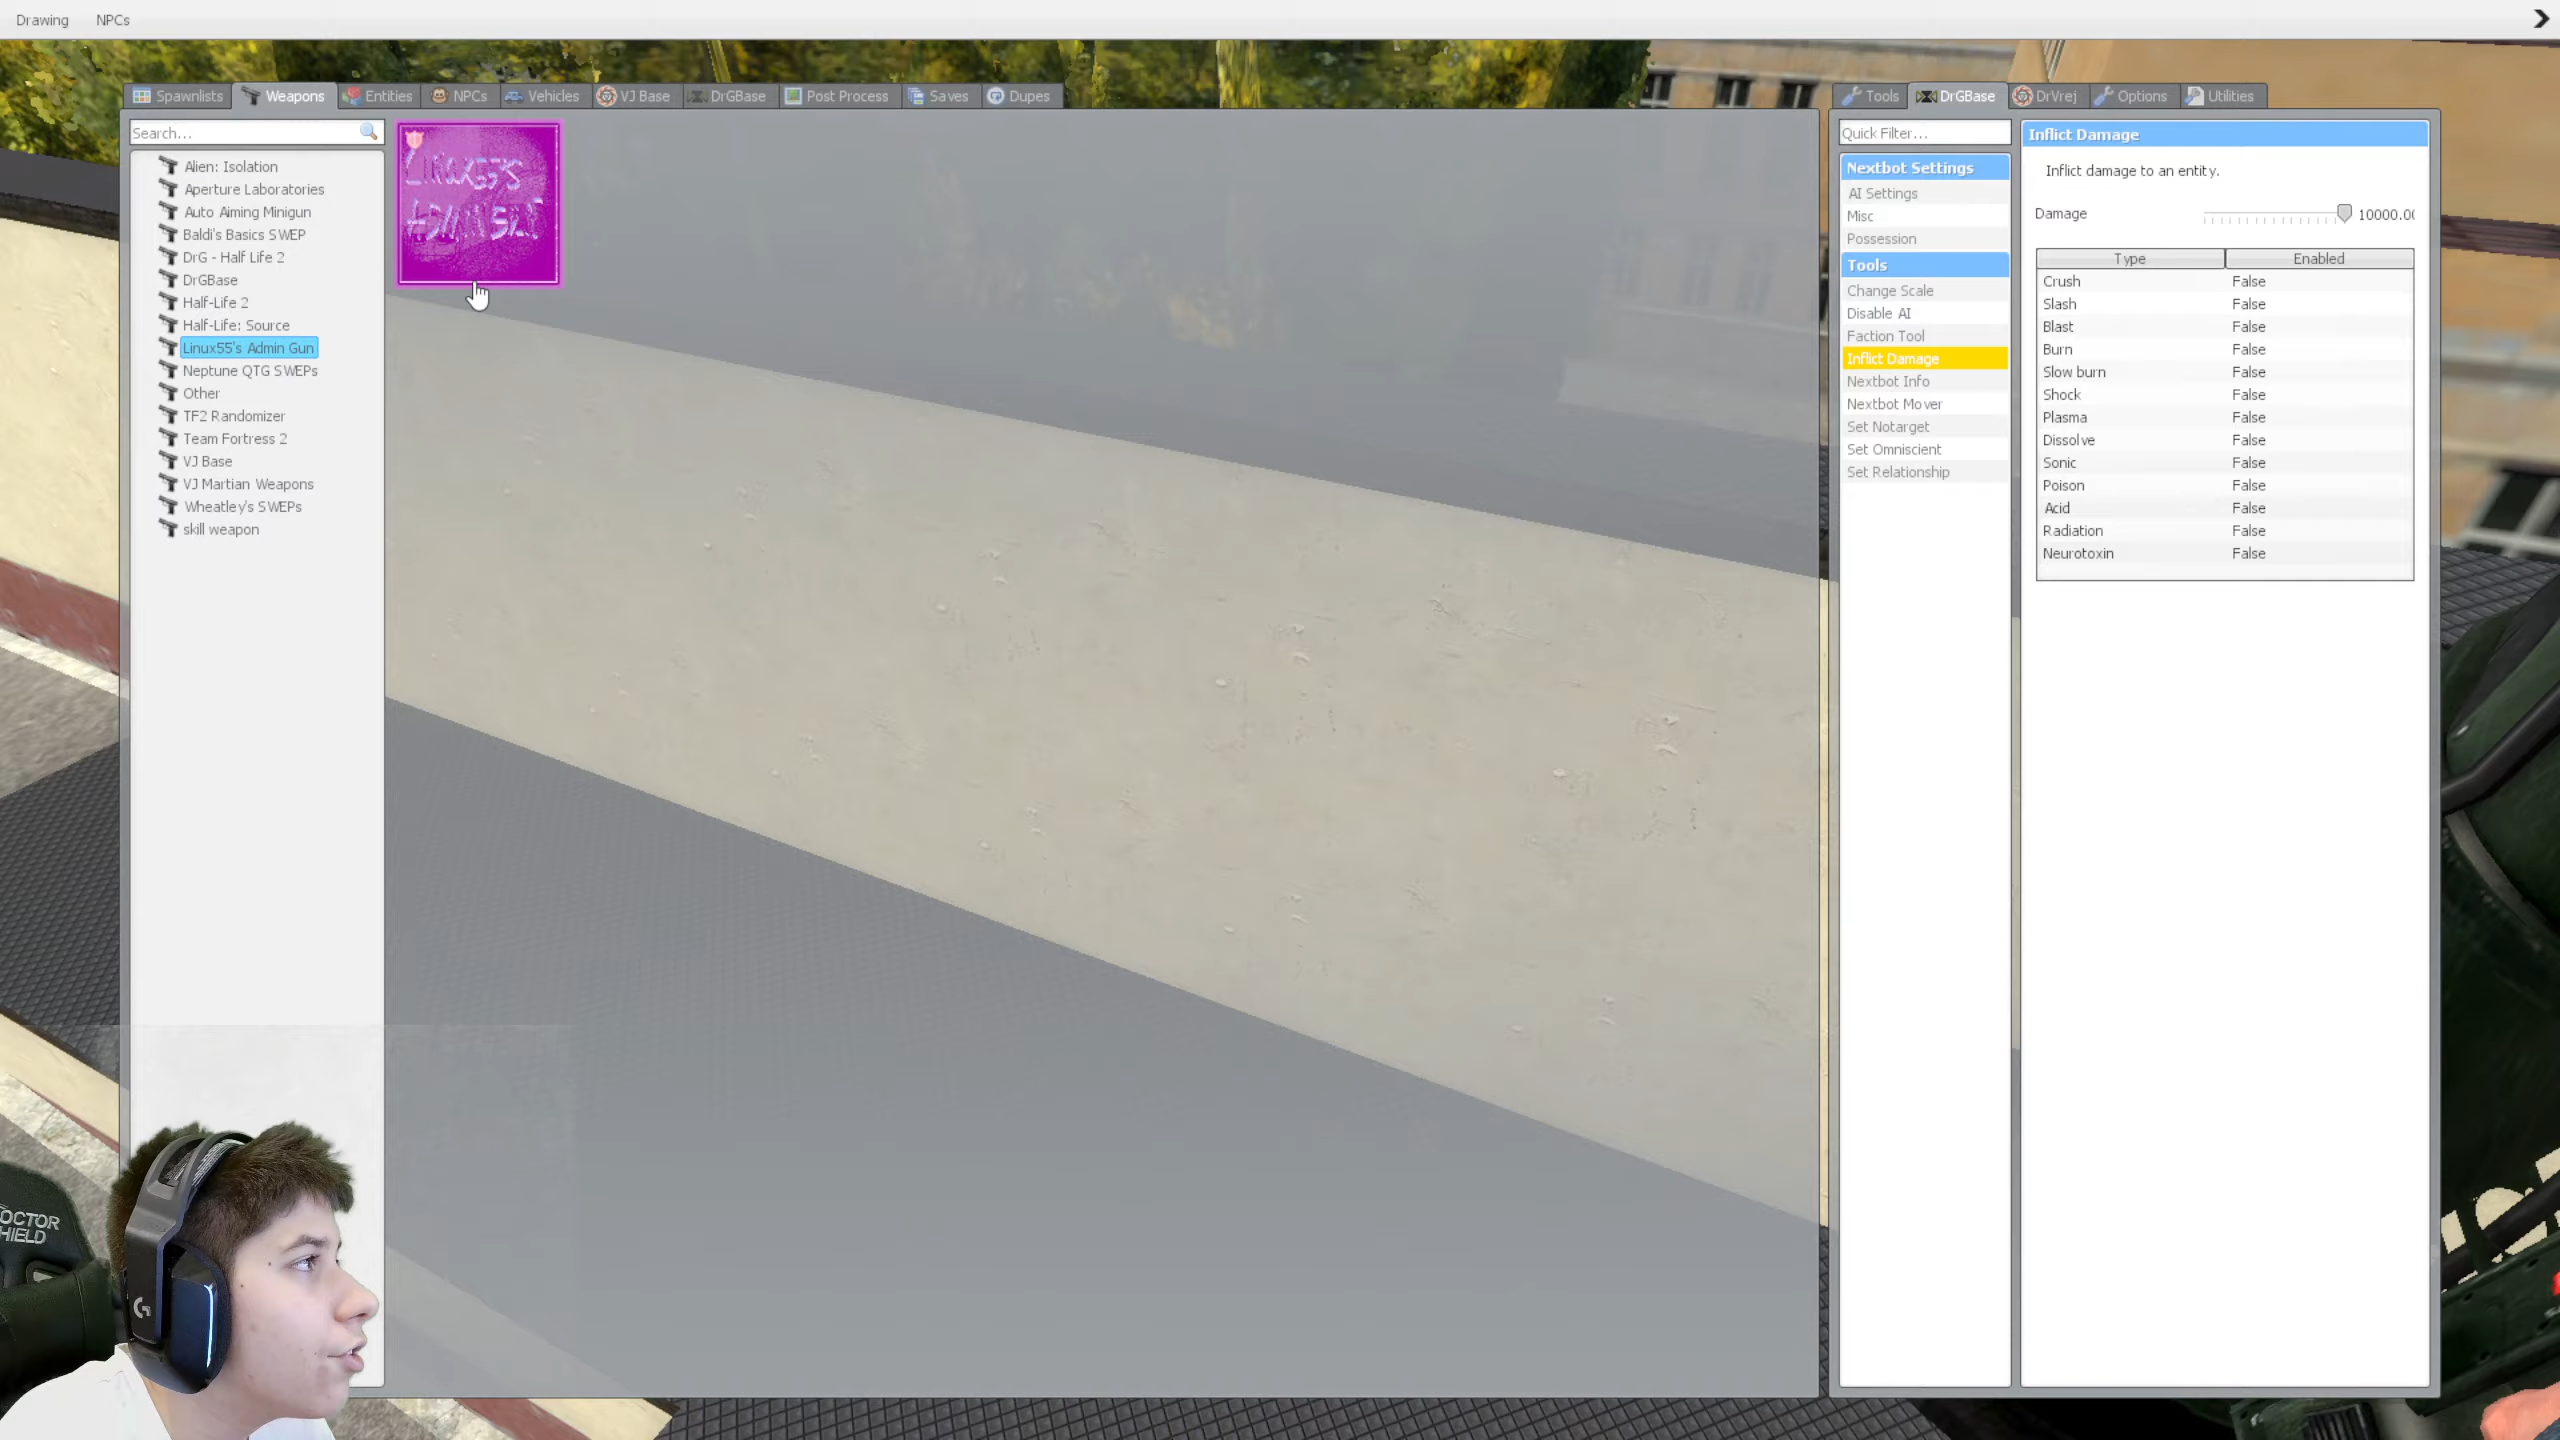 Drawing NPCs
Spawnlists Weapons Entities NPCs Vehicles VJ Base DrGBase Post Process Saves Dupes
Search...
Alien: Isolation
Aperture Laboratories
Auto Aiming Minigun
Baldi's Basics SWEP
DrG - Half Life 2
DrGBase
Half-Life 2
Half-Life: Source
Linux55's Admin Gun
Neptune QTG SWEPs
Other
TF2 Randomizer
Team Fortress 2
VJ Base
VJ Martian Weapons
Wheatley's SWEPs
skill weapon
LINUX55'S
Tools DrGBase DrVrej Options Utilities
Quick Filter...
Nextbot Settings
AI Settings
Misc
Possession
Tools
Change Scale
Disable AI
Faction Tool
Inflict Damage
Nextbot Info
Nextbot Mover
Set Notarget
Set Omniscient
Set Relationship
Inflict Damage
Inflict damage to an entity.
Damage 10000.00
Type Enabled
Crush False
Slash False
Blast False
Burn False
Slow burn False
Shock False
Plasma False
Dissolve False
Sonic False
Poison False
Acid False
Radiation False
Neurotoxin False
OCTOR
HIELD
G